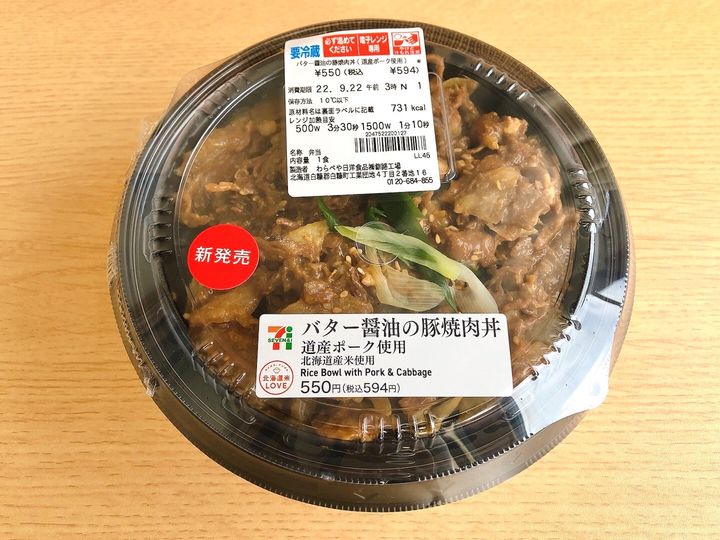 要冷蔵
必ず温めて
ください
電子レンジ
専用
バター醤油の豚焼肉丼(道産ポーク使用)
¥550(税込 ¥594)
消費期限 22. 9.22 午前 3時 N 1
保存方法 10℃以下
原材料名は裏面ラベルに記載 731kcal
レンジ加熱目安
500W 3分30秒 1500W 1分10秒
2047522200127
LL45
名称 弁当
内容量 1食
製造者 わらべや日洋食品㈱釧路工場
北海道白糠郡白糠町工業団地4丁目2番地16
0120-684-855
新発売
7
SEVEN&i
バター醤油の豚焼肉丼
道産ポーク使用
北海道産米使用
Rice Bowl with Pork & Cabbage
550円(税込594円)
北海道米
LOVE